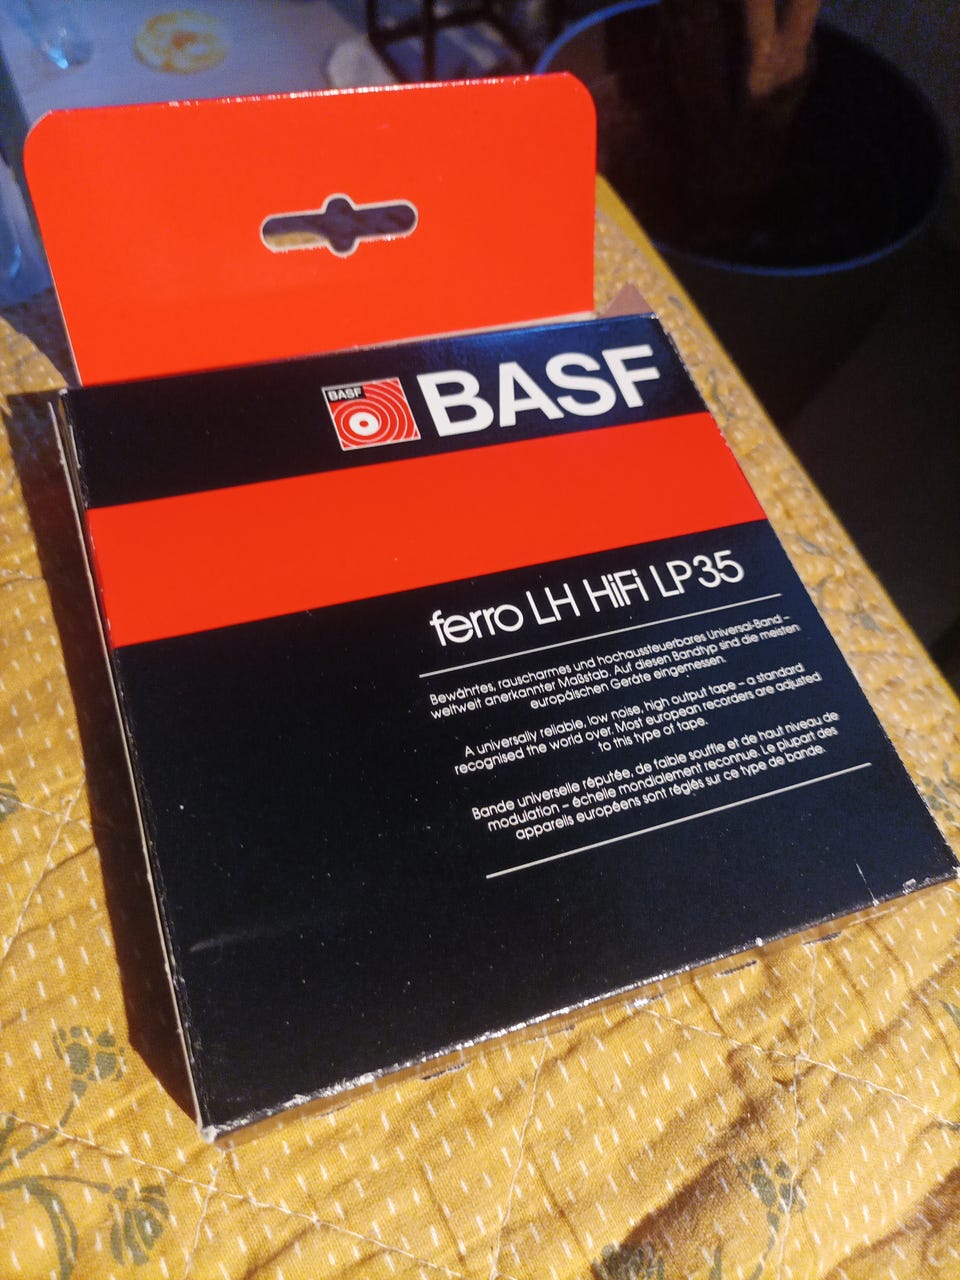 BASF
BASF
ferro LH HiFi LP35
Bewährtes, rauscharmes und hochaussteuerbares Universal-Band –
weltweit anerkannter Maßstab. Auf diesen Bandtyp sind die meisten
europäischen Geräte eingemessen.
A universally reliable, low noise, high output tape – a standard
recognised the world over. Most european recorders are adjusted
to this type of tape.
Bande universelle réputée, de faible souffle et de haut niveau de
modulation – échelle mondialement reconnue. Le plupart des
appareils européens sont réglés sur ce type de bande.